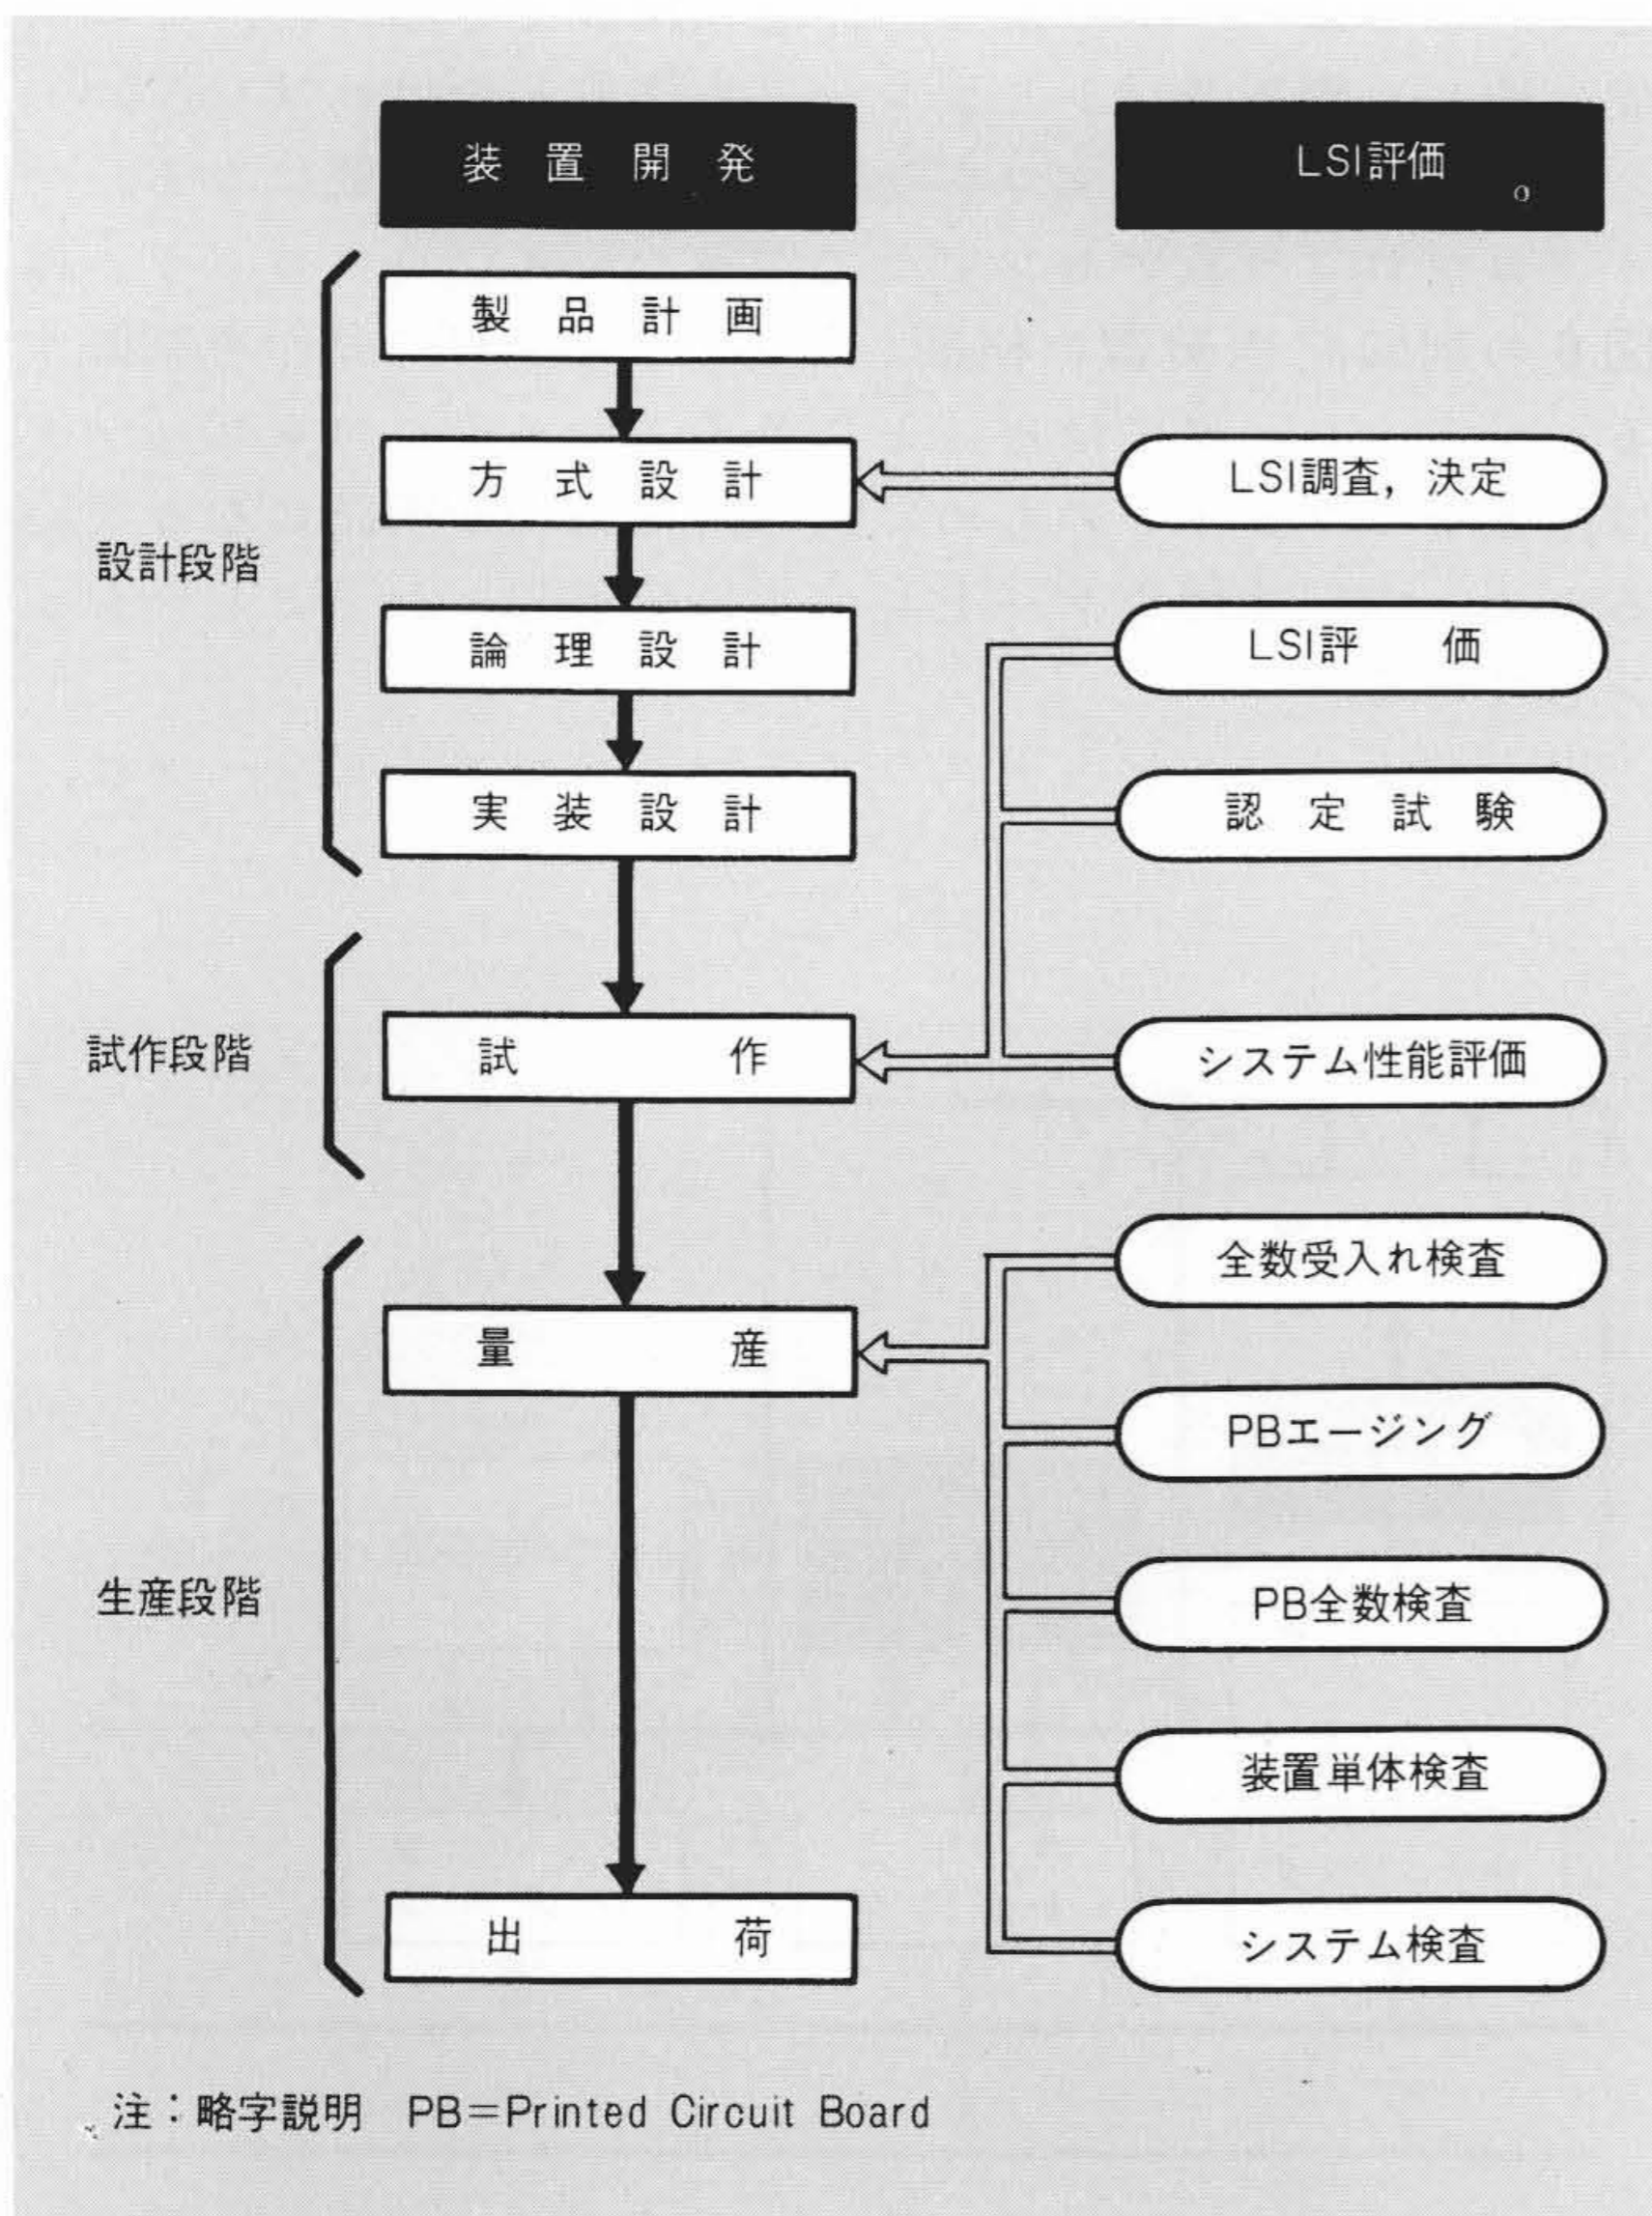 装置開発
LSI評価
製品計画
方式設計
LSI調査,決定
設計段階
論理設計
LSI評価
実装設計
認定試験
試作段階
試作
システム性能評価
全数受入れ検査
量産
PBエージング
生産段階
PB全数検査
装置単体検査
出荷
システム検査
注:略字説明 PB=Printed Circuit Board